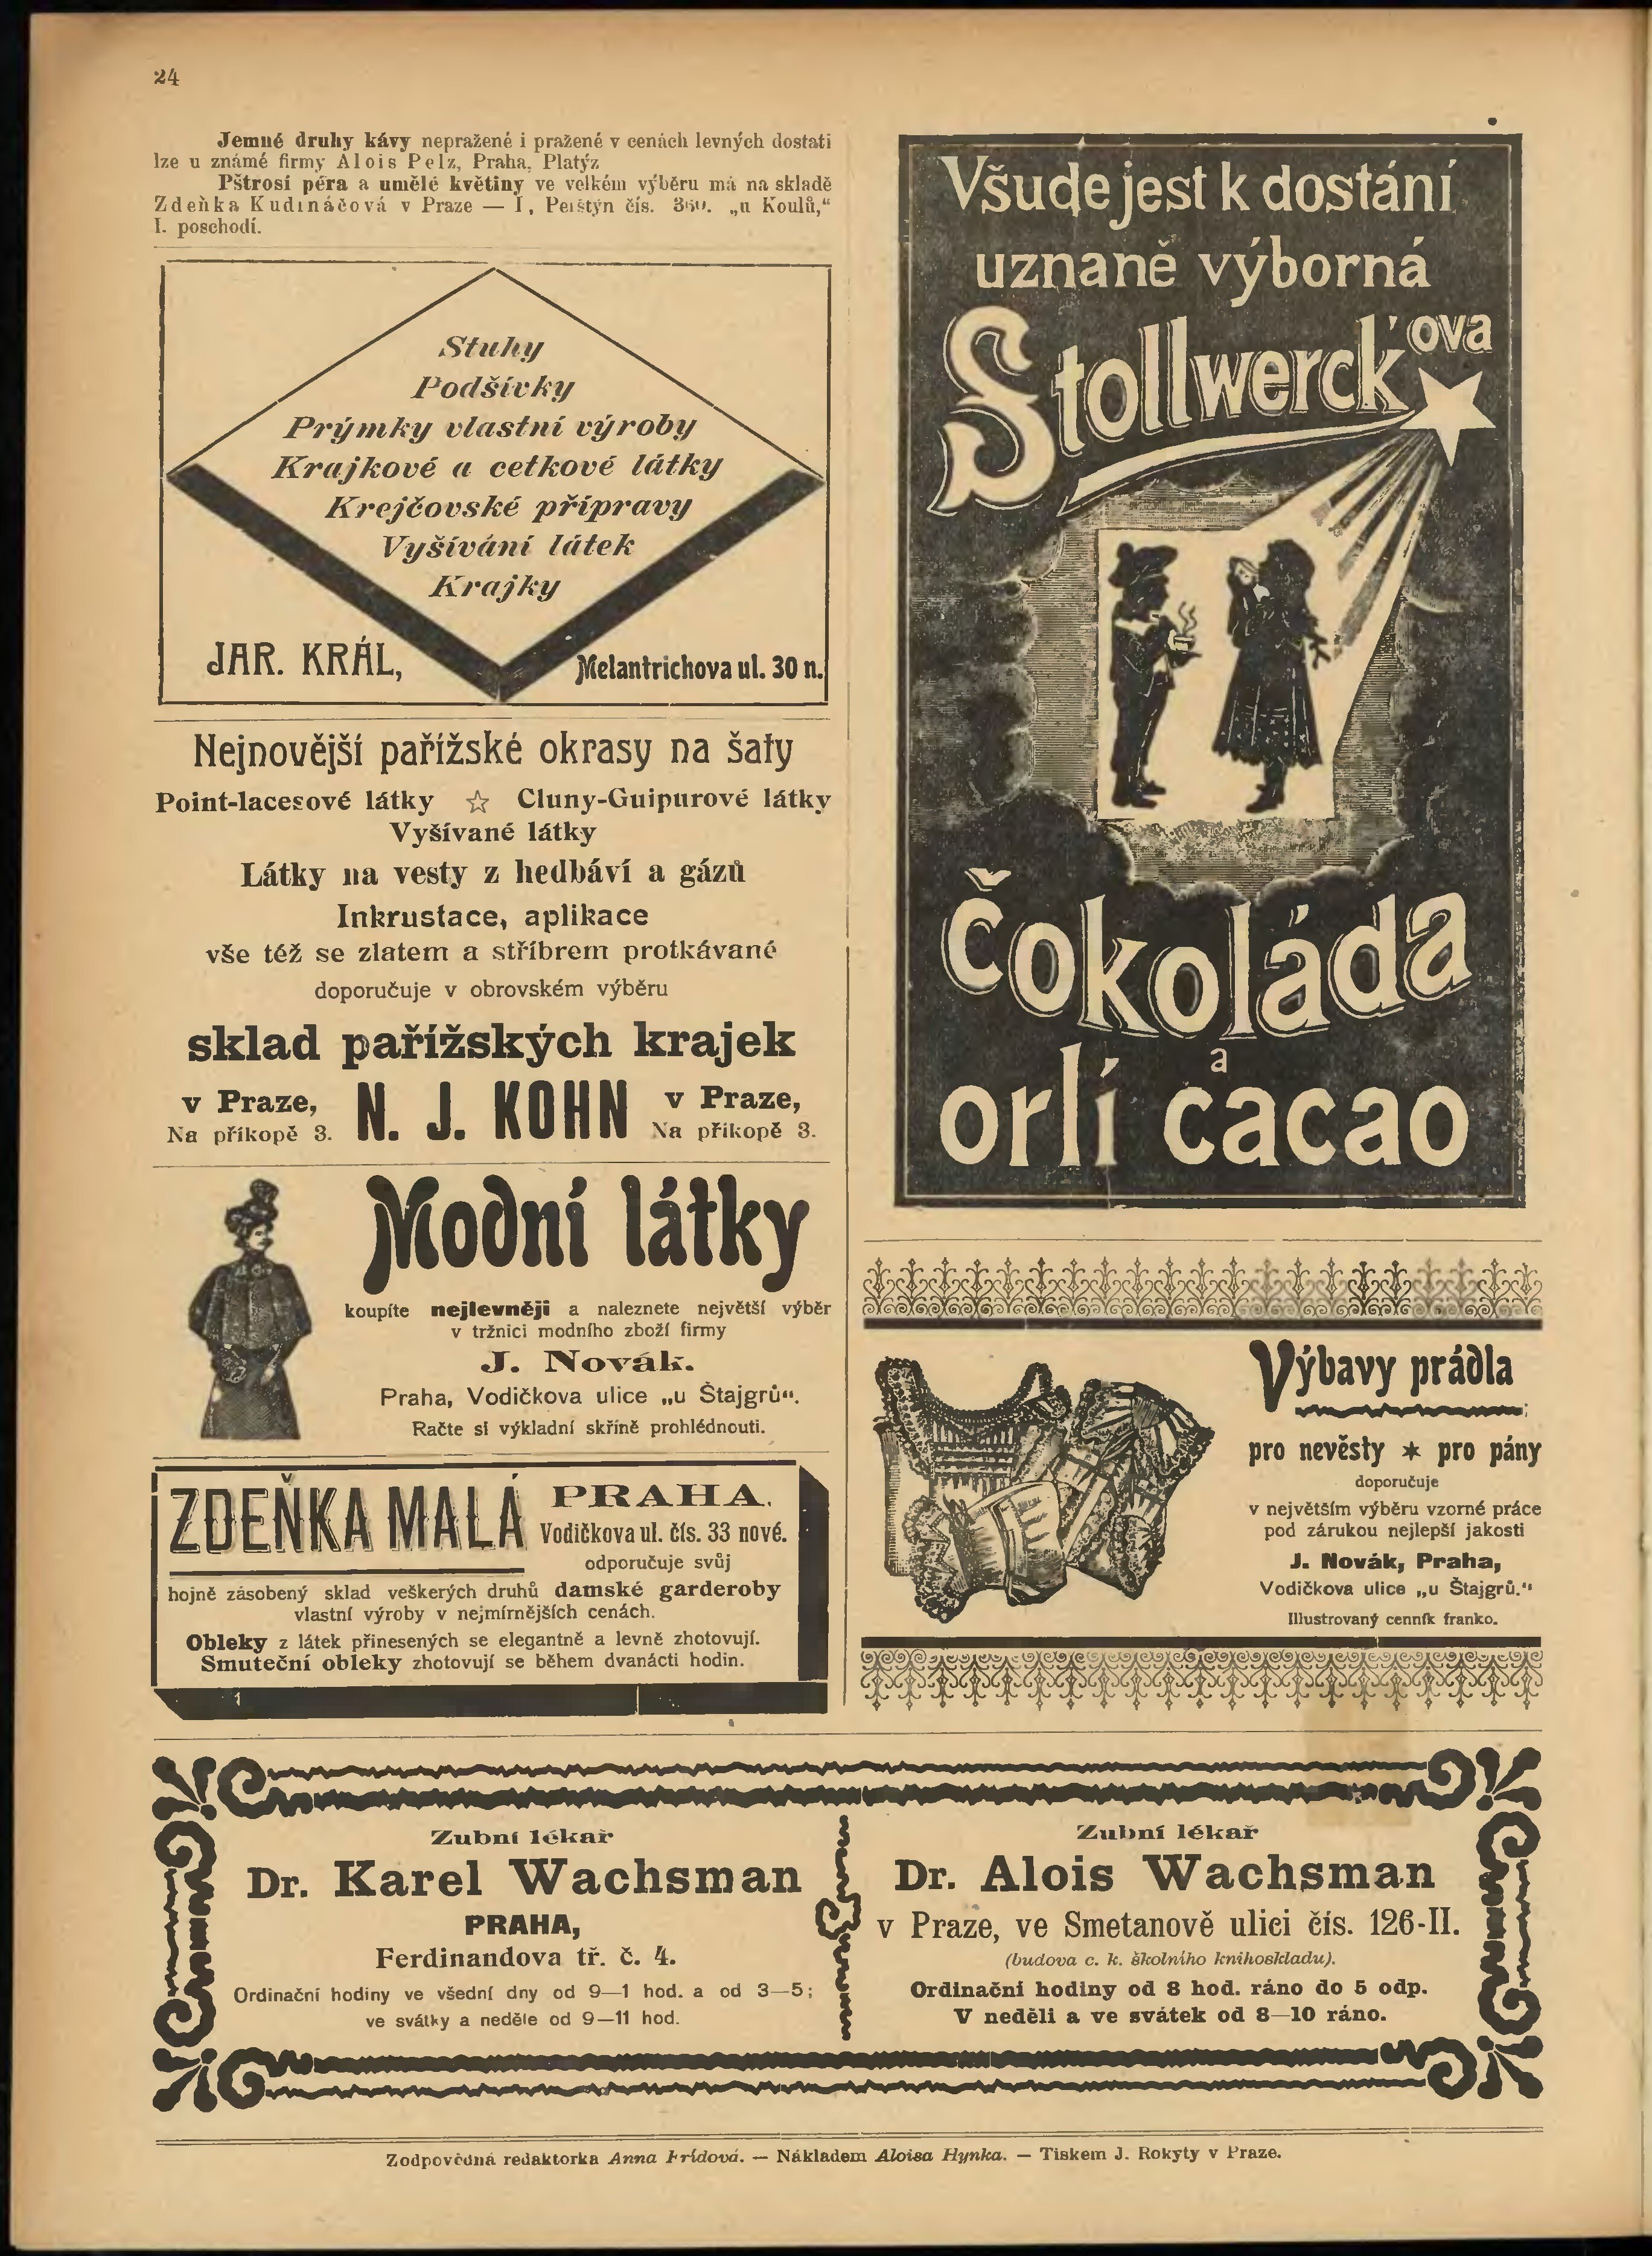 24
Jemné druhy kávy nepražené i pražené v cenách levných dostati
lze u známé firmy Alois Pelz, Praha, Platýz
Pštrosí péra a umělé květiny ve velkém výběru má na skladě
Zdeňka Kudrnáčová v Praze — I, Perštýn čís. „u Koulů,“
I. poschodí.
Stuhy
Podšívky
Prýmky vlastní výroby
Krajkové a cetkové látky
Krejčovské přípravy
Vyšívání látek
Krajky
JAR. KRÁL, Melantrichova ul. 30 n.
Nejnovější pařížské okrasy na šaty
Point-lacesové látky ☆ Cluny-Guipurové látky
Vyšívané látky
Látky na vesty z hedbáví a gázů
Inkrustace, aplikace
vše též se zlatem a stříbrem protkávané
doporučuje v obrovském výběru
sklad pařížských krajek
v Praze, N. J. KOHN v Praze,
Na příkopě 3. Na příkopě 3.
Modní látky
koupíte nejlevněji a naleznete největší výběr
v tržnici modního zboží firmy
J. Novák.
Praha, Vodičkova ulice „u Štajgrů“.
Račte si výkladní skříně prohlédnouti.
ZDEŇKA MALÁ PRAHA,
Vodičkova ul. čís. 33 nové.
odporučuje svůj
hojně zásobený sklad veškerých druhů damské garderoby
vlastní výroby v nejmírnějších cenách.
Obleky z látek přinesených se elegantně a levně zhotovují.
Smuteční obleky zhotovují se během dvanácti hodin.
Všude jest k dostání
uznaně výborná
Stollwerck'ova
Čokoláda
a
orlí cacao
Výbavy prádla
pro nevěsty * pro pány
doporučuje
v největším výběru vzorné práce
pod zárukou nejlepší jakosti
J. Novák, Praha,
Vodičkova ulice „u Štajgrů.“
Illustrovaný cenník franko.
Zubní lékař
Dr. Karel Wachsman
PRAHA,
Ferdinandova tř. č. 4.
Ordinační hodiny ve všední dny od 9—1 hod. a od 3—5;
ve svátky a neděle od 9—11 hod.
Zubní lékař
Dr. Alois Wachsman
v Praze, ve Smetanově ulici čís. 126-II.
(budova c. k. školního knihoskladu).
Ordinační hodiny od 8 hod. ráno do 5 odp.
V neděli a ve svátek od 8—10 ráno.
Zodpovědná redaktorka Anna Frídová. — Nákladem Aloisa Hynka. — Tiskem J. Rokyty v Praze.